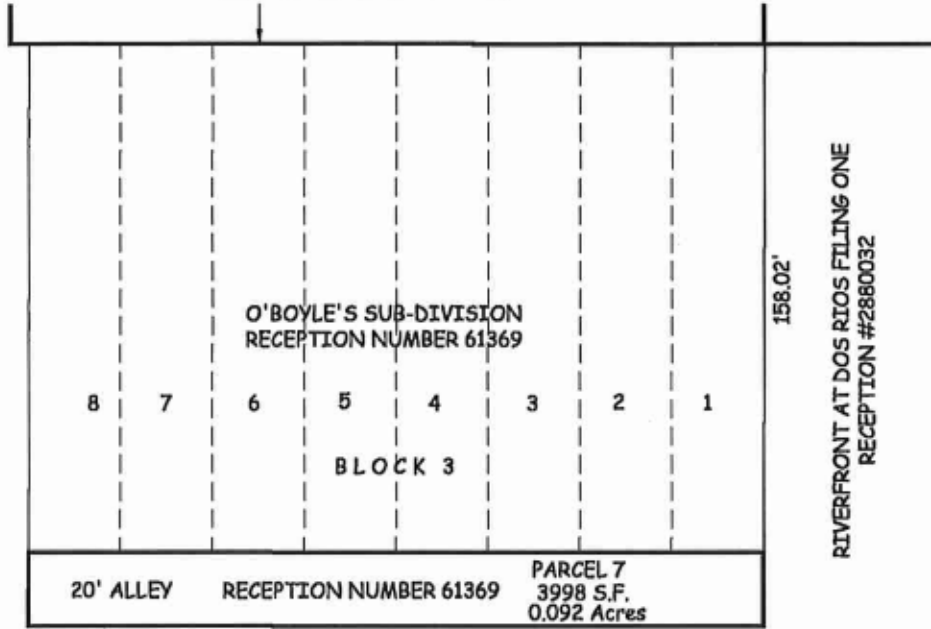 O'BOYLE'S SUB-DIVISION
RECEPTION NUMBER 61369
8 7 6 5 4 3 2 1
BLOCK 3
20' ALLEY RECEPTION NUMBER 61369
PARCEL 7
3998 S.F.
0.092 Acres
158.02'
RIVERFRONT AT DOS RIOS FILING ONE
RECEPTION #2880032